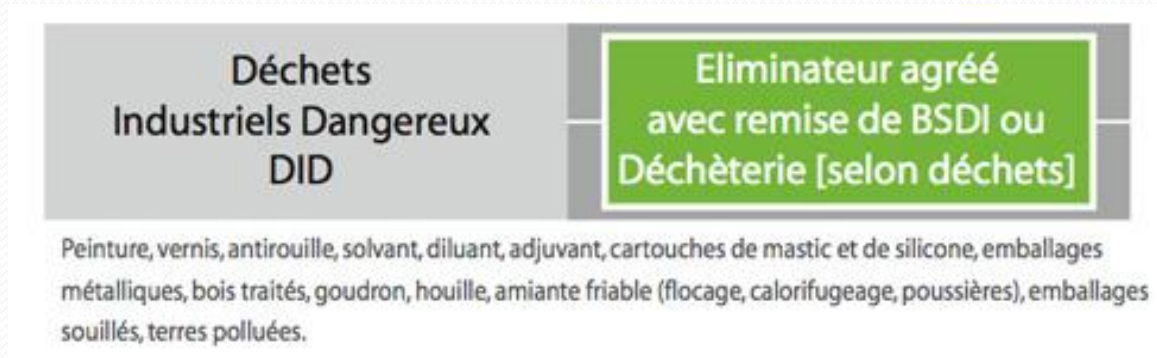 Déchets
Industriels Dangereux
DID
Eliminateur agréé
avec remise de BSDI ou
Déchèterie [selon déchets]
Peinture, vernis, antirouille, solvant, diluant, adjuvant, cartouches de mastic et de silicone, emballages
métalliques, bois traités, goudron, houille, amiante friable (flocage, calorifugeage, poussières), emballages
souillés, terres polluées.